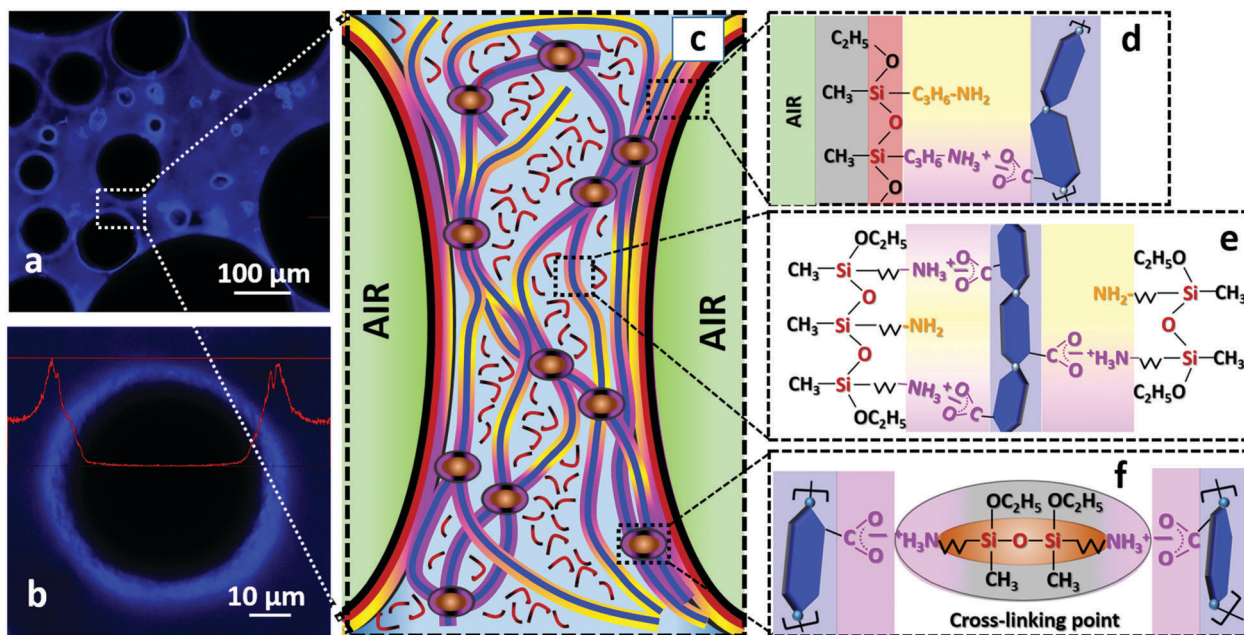 a
100 μm
b
10 μm
c
AIR
AIR
d
AIR
C₂H₅
O
CH₃
Si
C₃H₆-NH₂
O
CH₃
Si
C₃H₆-NH₃⁺
O
O
C
O
e
OC₂H₅
CH₃
Si
NH₃⁺
O
O
C
O
CH₃
Si
NH₂
O
CH₃
Si
NH₃⁺
O
O
C
OC₂H₅
C₂H₅O
NH₂
Si
CH₃
O
C
O
O
⁺H₃N
Si
CH₃
C₂H₅O
f
C
O
O
⁺H₃N
OC₂H₅
OC₂H₅
Si
O
Si
CH₃
CH₃
NH₃⁺
O
O
C
Cross-linking point